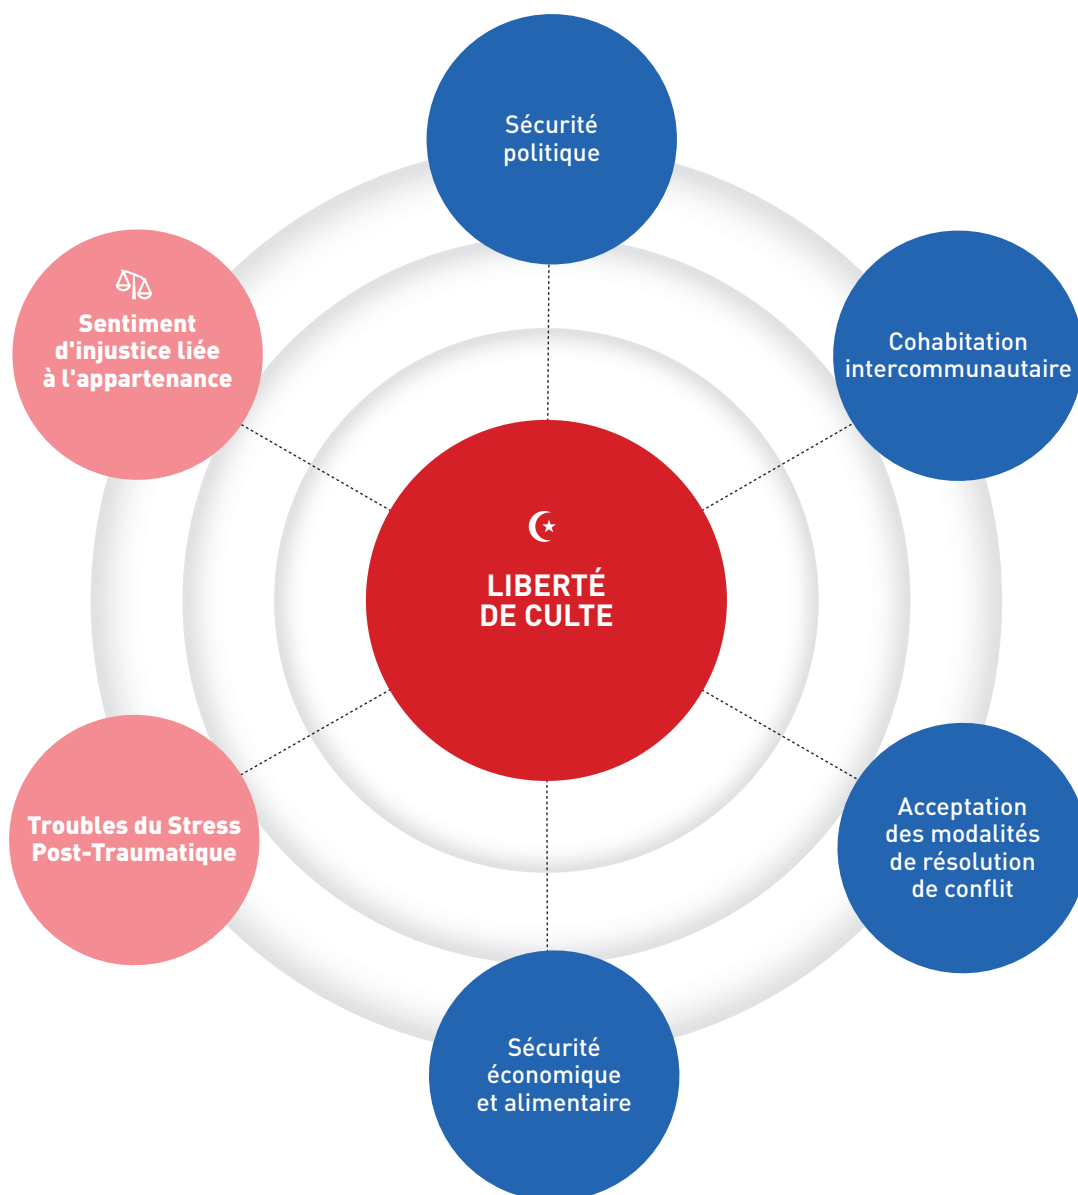 Sécurité
politique
Sentiment
d'injustice liée
à l'appartenance
Cohabitation
intercommunautaire
LIBERTÉ
DE CULTE
Troubles du Stress
Post-Traumatique
Acceptation
des modalités
de résolution
de conflit
Sécurité
économique
et alimentaire